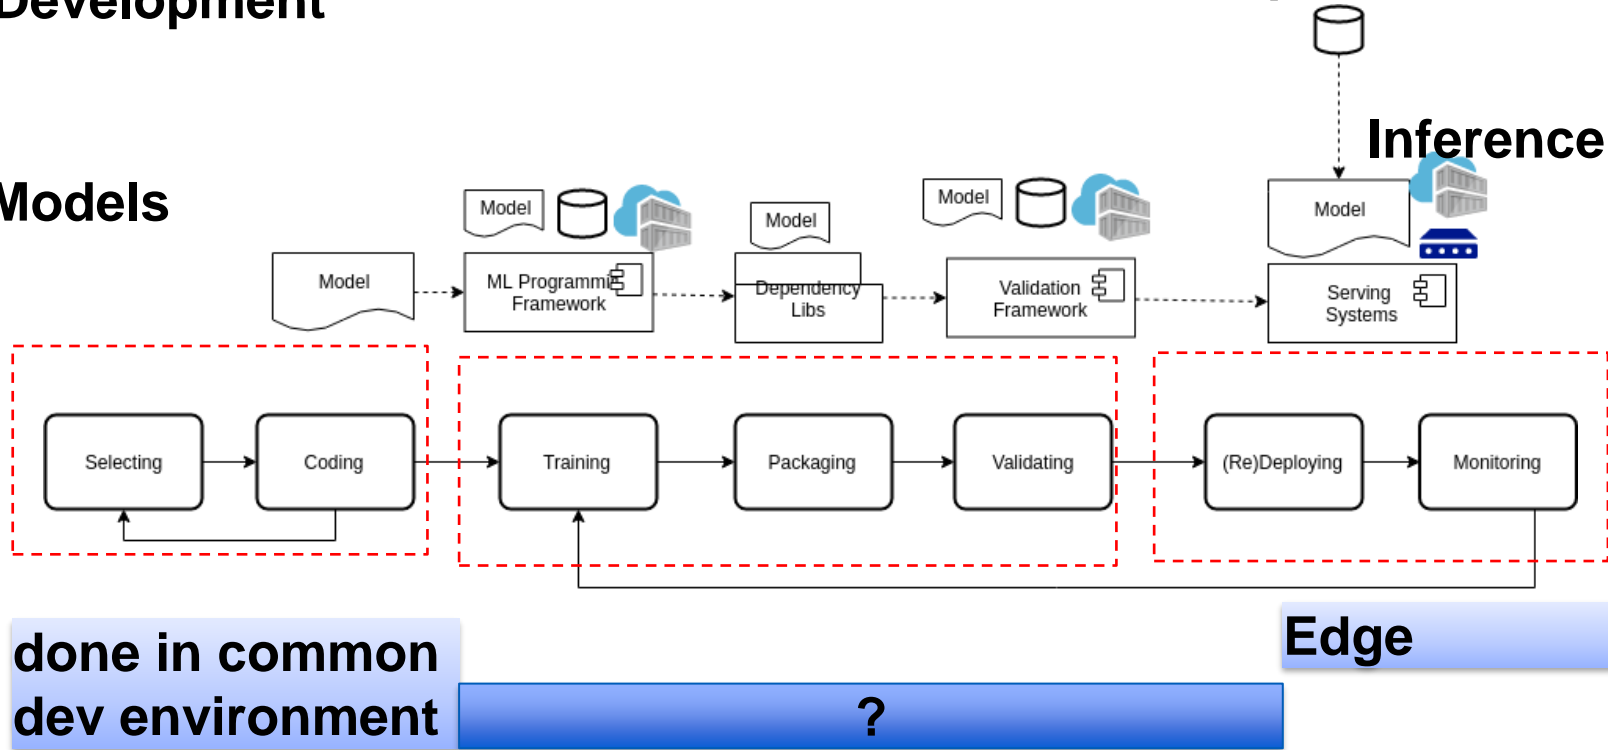 Development
Inference
Models
Model
Model
Model
Model
Model
ML Programmin
Framework
Dependency
Libs
Validation
Framework
Serving
Systems
Selecting
Coding
Training
Packaging
Validating
(Re)Deploying
Monitoring
done in common
dev environment
?
Edge